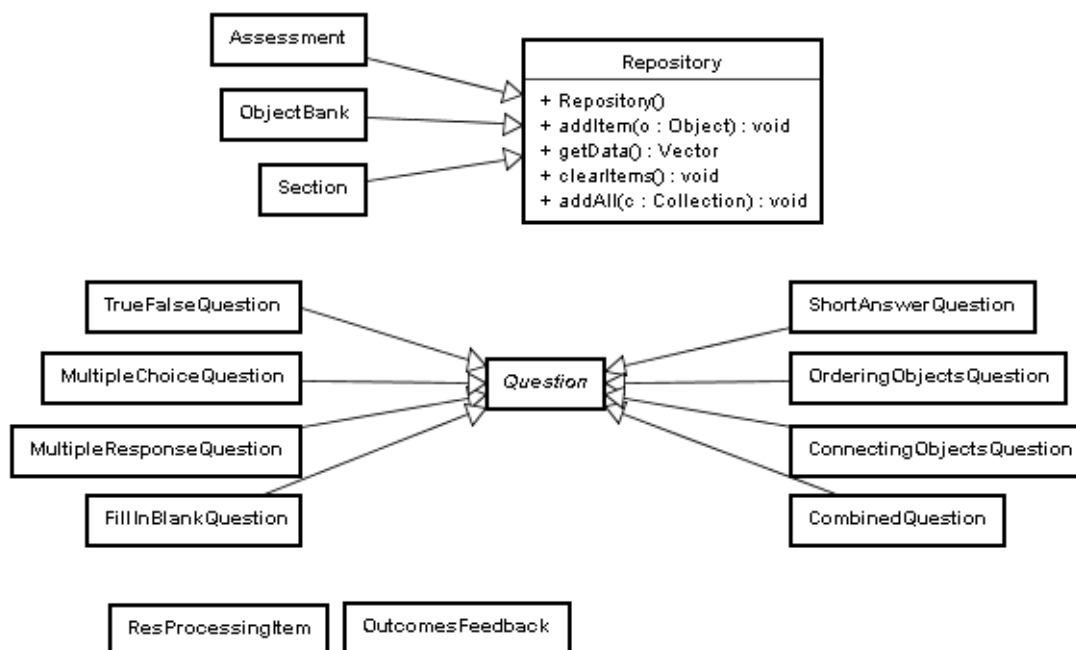 Assessment
ObjectBank
Section
Repository
+ Repository()
+ addItem(o : Object) : void
+ getData() : Vector
+ clearItems() : void
+ addAll(c : Collection) : void
TrueFalseQuestion
MultipleChoiceQuestion
MultipleResponseQuestion
FillInBlankQuestion
Question
ShortAnswerQuestion
OrderingObjectsQuestion
ConnectingObjectsQuestion
CombinedQuestion
ResProcessingItem
OutcomesFeedback